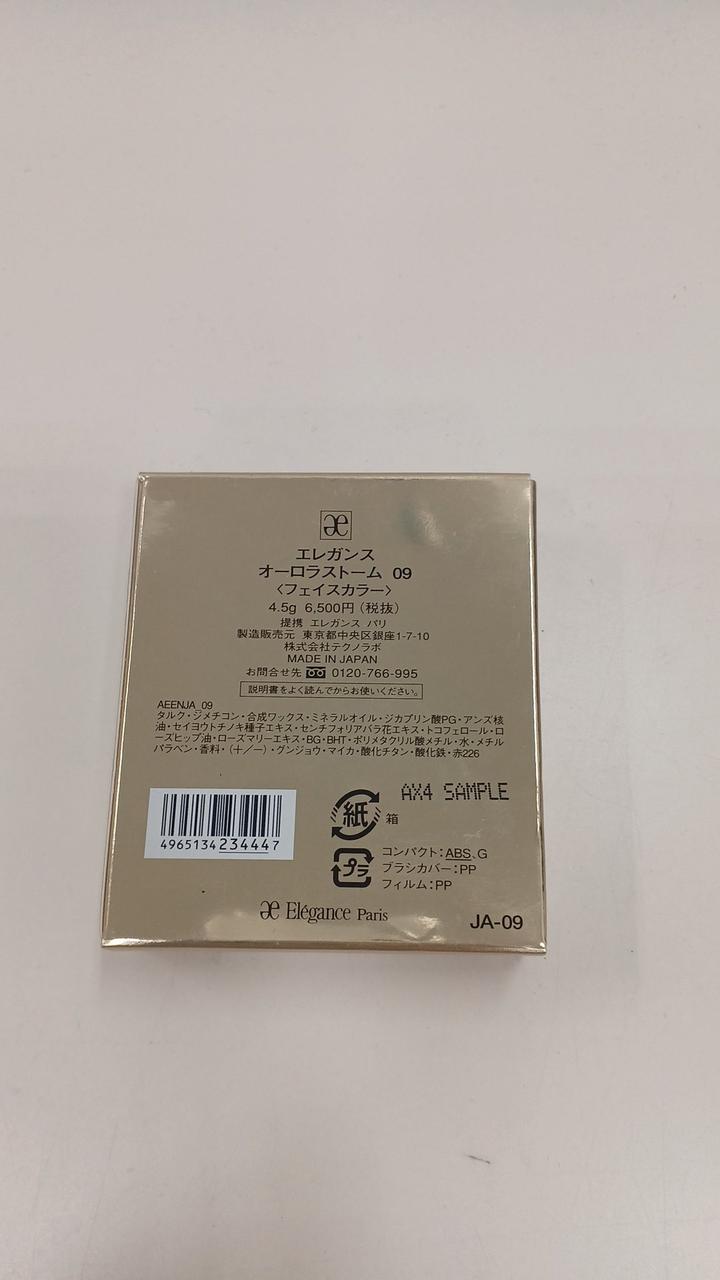 æ
エレガンス
オーロラストーム 09
〈フェイスカラー〉
4.5g 6,500円（税抜）
提携 エレガンス パリ
製造販売元 東京都中央区銀座1-7-10
株式会社テクノラボ
MADE IN JAPAN
お問合せ先 0120-766-995
説明書をよく読んでからお使いください。
AEENJA_09
タルク・ジメチコン・合成ワックス・ミネラルオイル・ジカプリン酸PG・アンズ核
油・セイヨウトチノキ種子エキス・センチフォリアバラ花エキス・トコフェロール・ロ
ーズヒップ油・ローズマリーエキス・BG・BHT・ポリメタクリル酸メチル・水・メチル
パラベン・香料・（＋／－）・グンジョウ・マイカ・酸化チタン・酸化鉄・赤226
AX4 SAMPLE
紙 箱
4965134234447
プラ
コンパクト：ABS、G
ブラシカバー：PP
フィルム：PP
æ Elégance Paris
JA-09